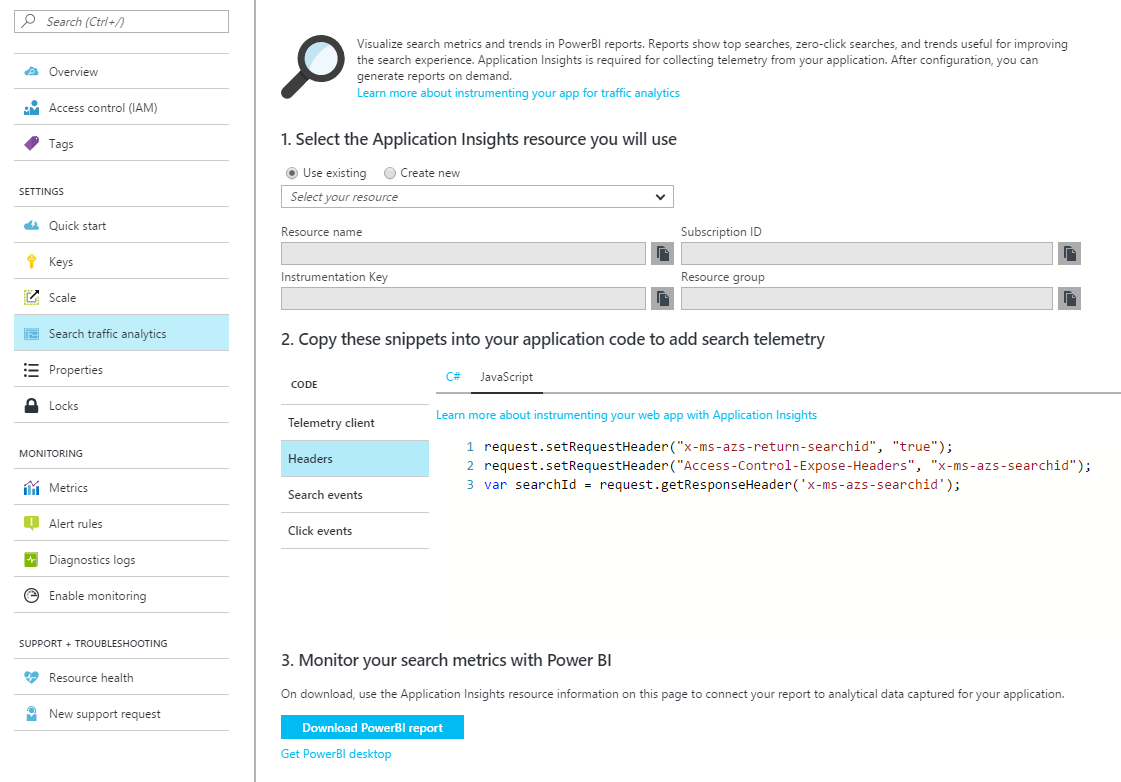 Search (Ctrl+/)
Overview
Access control (IAM)
Tags
SETTINGS
Quick start
Keys
Scale
Search traffic analytics
Properties
Locks
MONITORING
Metrics
Alert rules
Diagnostics logs
Enable monitoring
SUPPORT + TROUBLESHOOTING
Resource health
New support request
Visualize search metrics and trends in PowerBI reports. Reports show top searches, zero-click searches, and trends useful for improving
the search experience. Application Insights is required for collecting telemetry from your application. After configuration, you can
generate reports on demand.
Learn more about instrumenting your app for traffic analytics
1. Select the Application Insights resource you will use
Use existing Create new
Select your resource
Resource name Subscription ID
Instrumentation Key Resource group
2. Copy these snippets into your application code to add search telemetry
CODE
Telemetry client
Headers
Search events
Click events
C# JavaScript
Learn more about instrumenting your web app with Application Insights
1 request.setRequestHeader("x-ms-azs-return-searchid", "true");
2 request.setRequestHeader("Access-Control-Expose-Headers", "x-ms-azs-searchid");
3 var searchId = request.getResponseHeader('x-ms-azs-searchid');
3. Monitor your search metrics with Power BI
On download, use the Application Insights resource information on this page to connect your report to analytical data captured for your application.
Download PowerBI report
Get PowerBI desktop